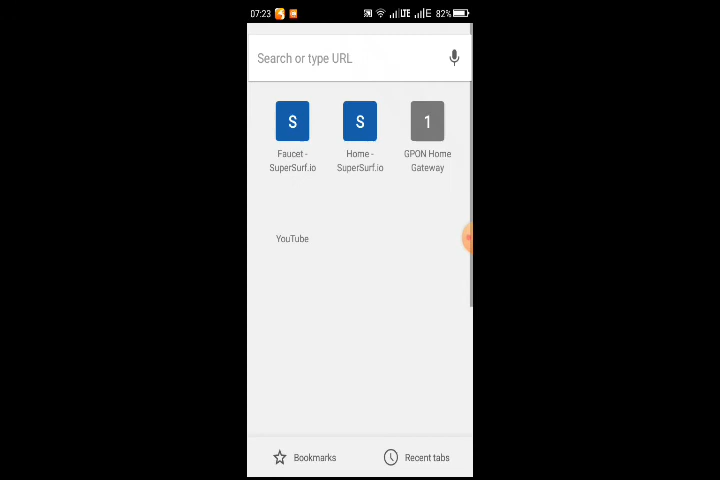 07:23 LTE E 82%
Search or type URL
S S 1
Faucet - Home - GPON Home
SuperSurf.io SuperSurf.io Gateway
YouTube
Bookmarks Recent tabs